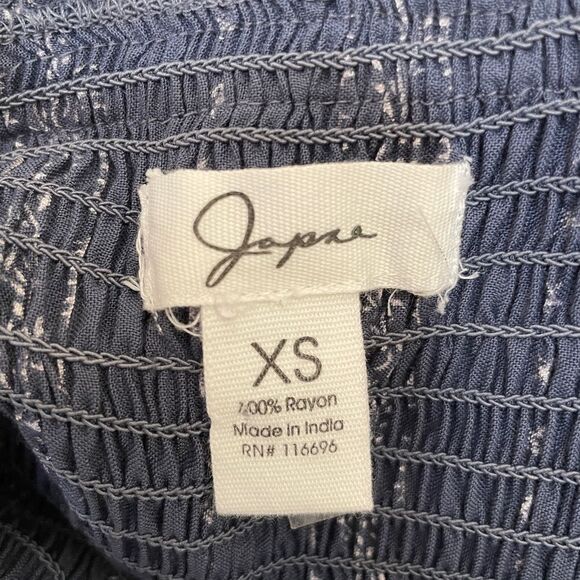 Japna
XS
100% Rayon
Made in India
RN# 116696